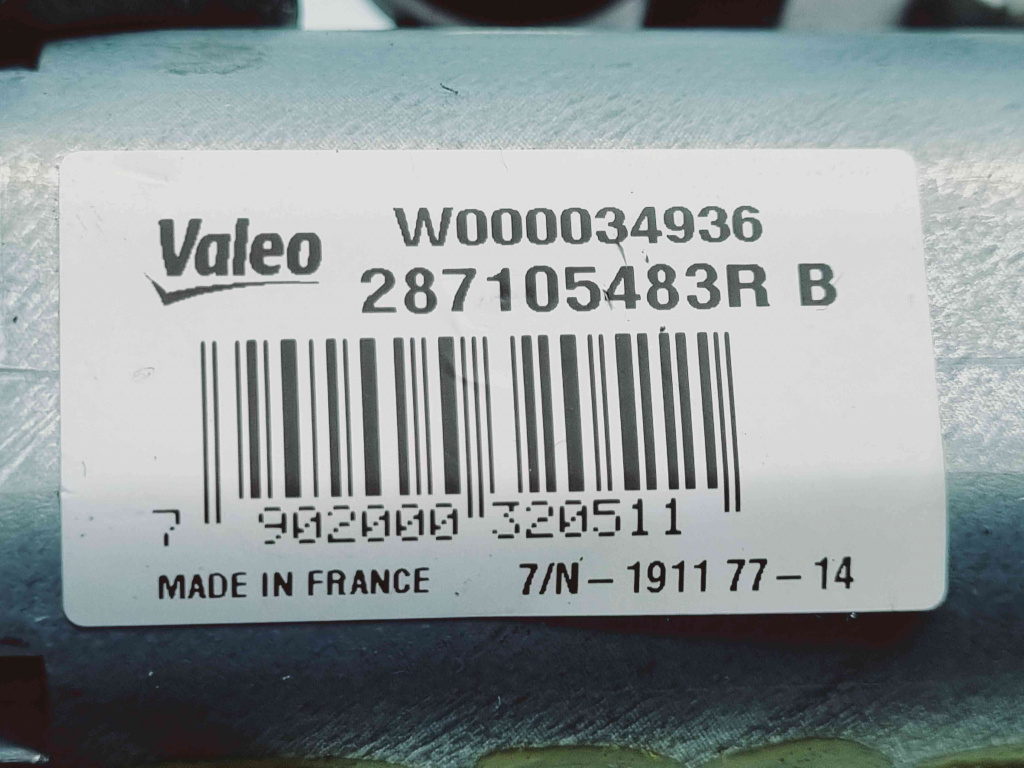 Valeo
W000034936
287105483R B
7 902000 320511
MADE IN FRANCE
7/N - 1911 77 - 14